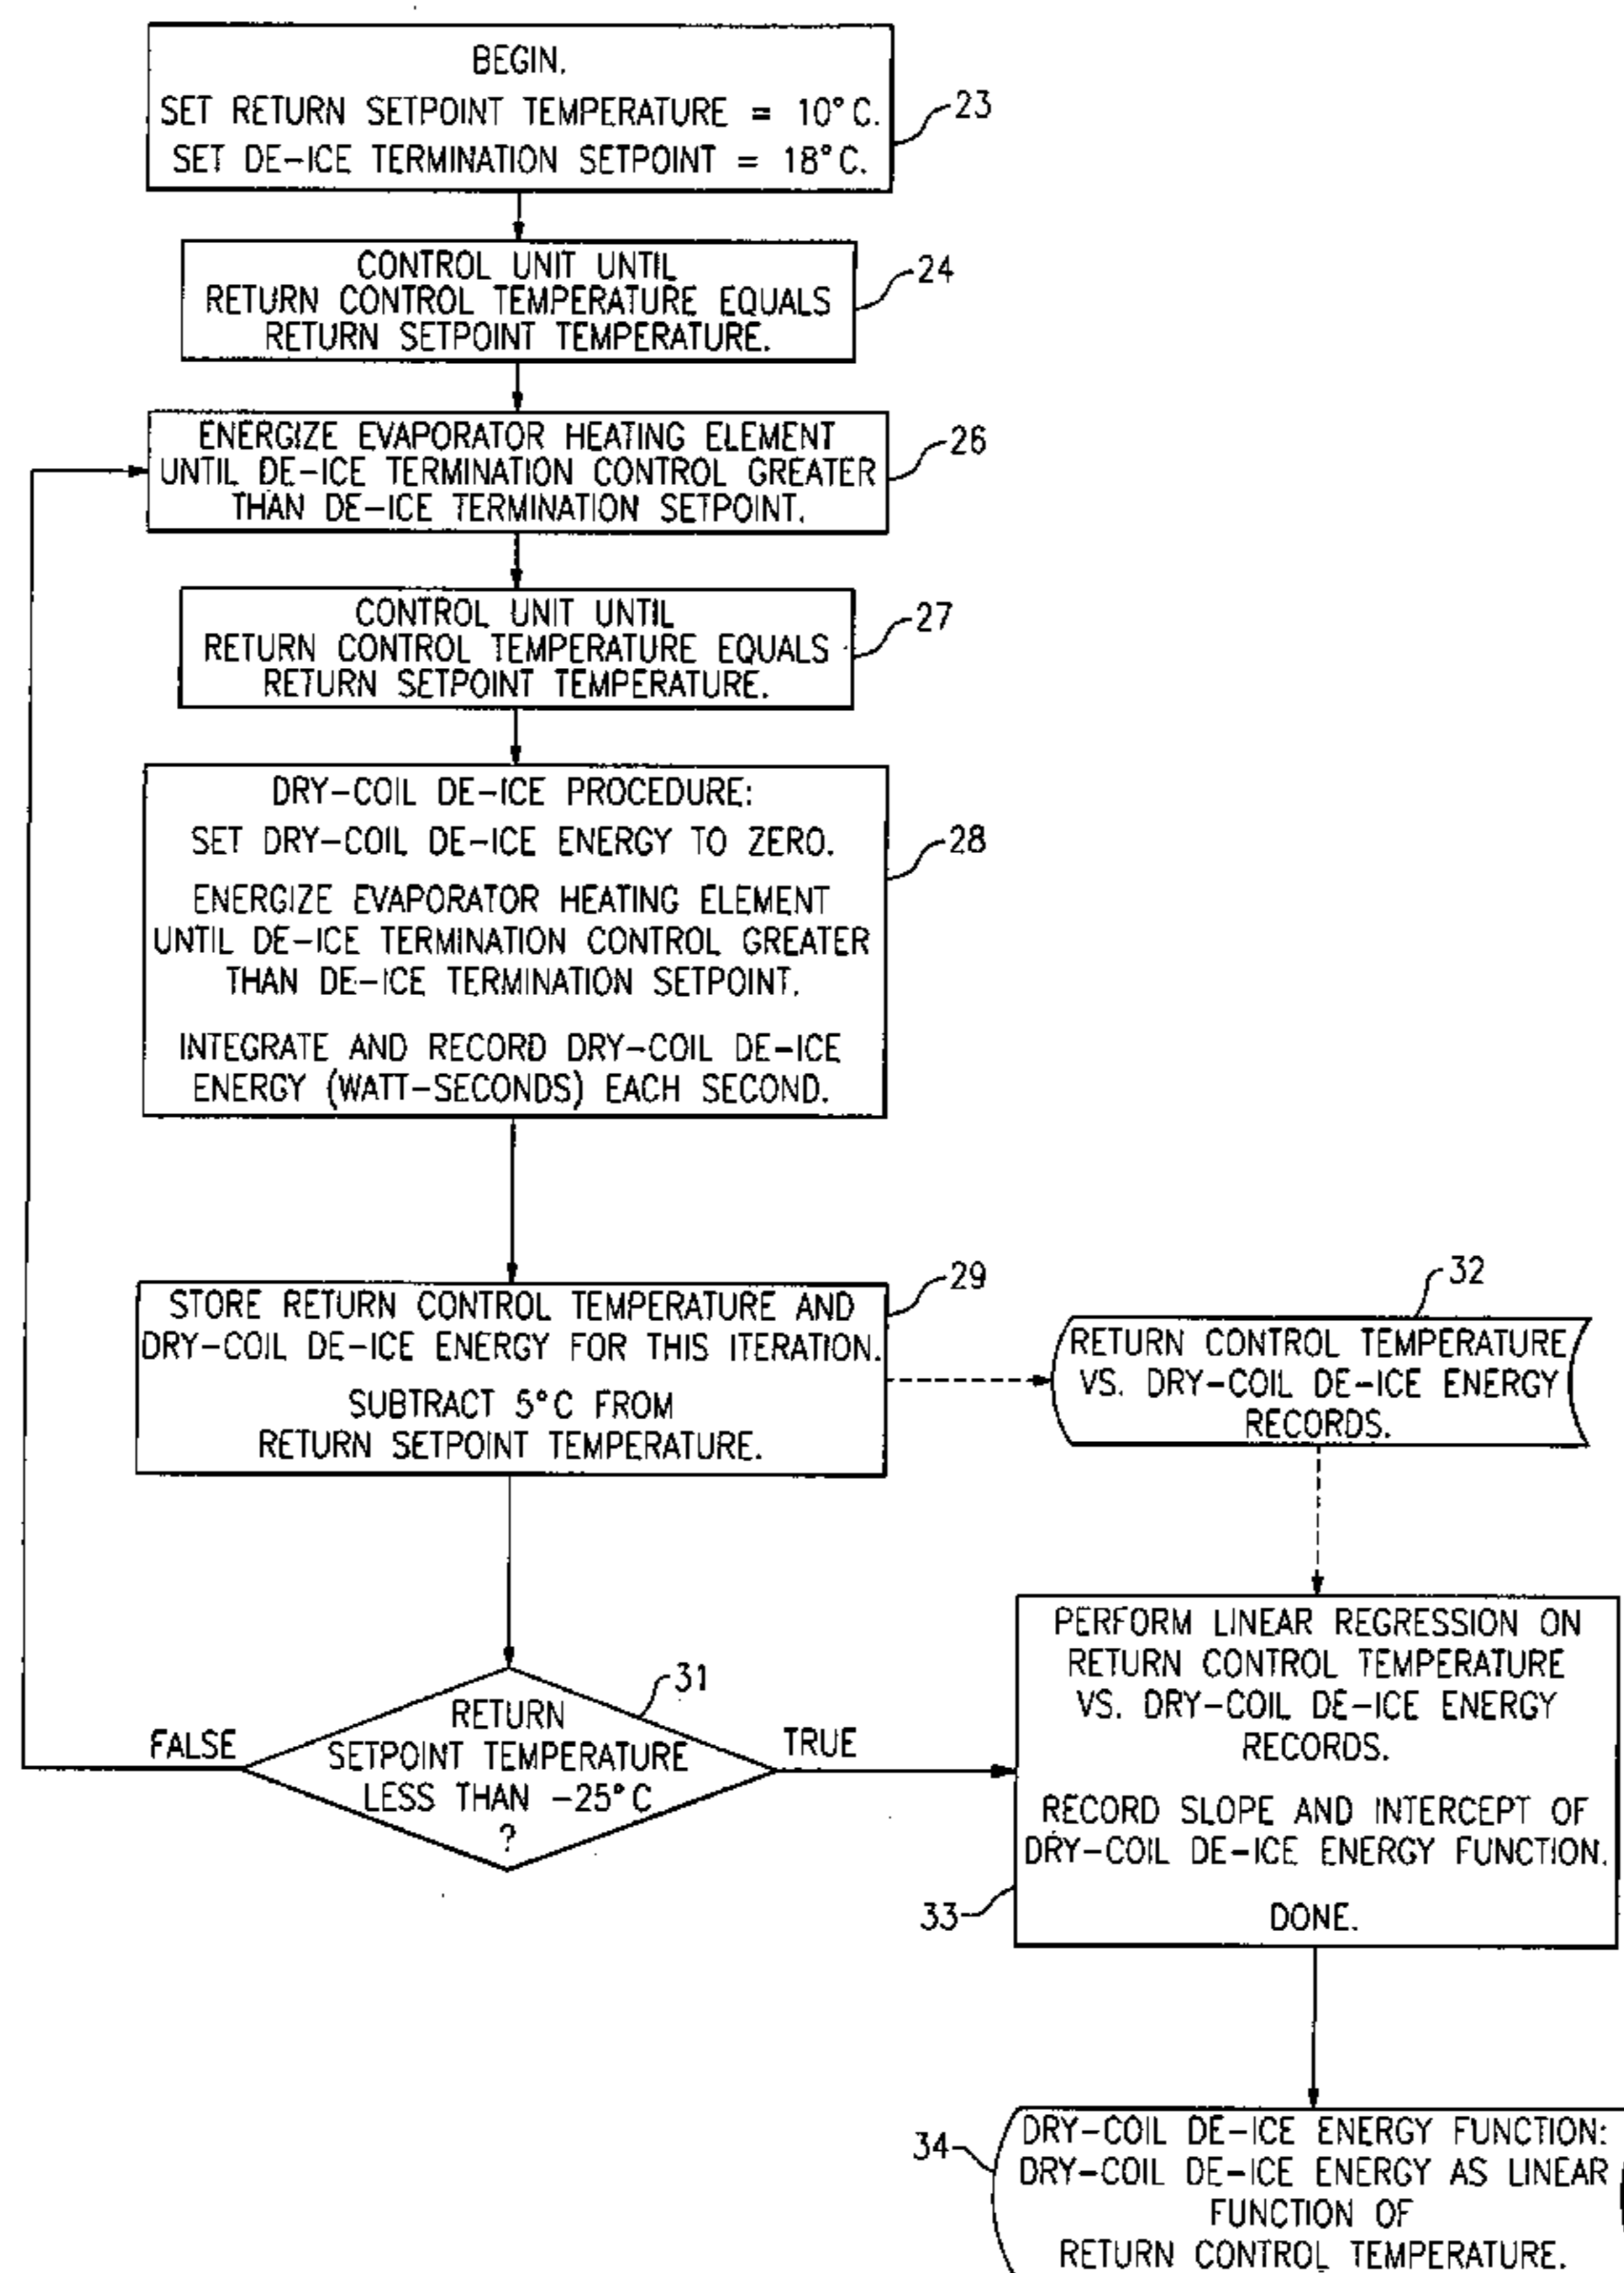 BEGIN.
SET RETURN SETPOINT TEMPERATURE = 10°C.
SET DE-ICE TERMINATION SETPOINT = 18°C.
23
CONTROL UNIT UNTIL
RETURN CONTROL TEMPERATURE EQUALS
RETURN SETPOINT TEMPERATURE.
24
ENERGIZE EVAPORATOR HEATING ELEMENT
UNTIL DE-ICE TERMINATION CONTROL GREATER
THAN DE-ICE TERMINATION SETPOINT.
26
CONTROL UNIT UNTIL
RETURN CONTROL TEMPERATURE EQUALS
RETURN SETPOINT TEMPERATURE.
27
DRY-COIL DE-ICE PROCEDURE:
SET DRY-COIL DE-ICE ENERGY TO ZERO.
ENERGIZE EVAPORATOR HEATING ELEMENT
UNTIL DE-ICE TERMINATION CONTROL GREATER
THAN DE-ICE TERMINATION SETPOINT.
INTEGRATE AND RECORD DRY-COIL DE-ICE
ENERGY (WATT-SECONDS) EACH SECOND.
28
STORE RETURN CONTROL TEMPERATURE AND
DRY-COIL DE-ICE ENERGY FOR THIS ITERATION.
SUBTRACT 5°C FROM
RETURN SETPOINT TEMPERATURE.
29
32
RETURN CONTROL TEMPERATURE
VS. DRY-COIL DE-ICE ENERGY
RECORDS.
31
RETURN
SETPOINT TEMPERATURE
LESS THAN -25°C
?
FALSE
TRUE
PERFORM LINEAR REGRESSION ON
RETURN CONTROL TEMPERATURE
VS. DRY-COIL DE-ICE ENERGY
RECORDS.
RECORD SLOPE AND INTERCEPT OF
DRY-COIL DE-ICE ENERGY FUNCTION.
DONE.
33
34
DRY-COIL DE-ICE ENERGY FUNCTION:
DRY-COIL DE-ICE ENERGY AS LINEAR
FUNCTION OF
RETURN CONTROL TEMPERATURE.